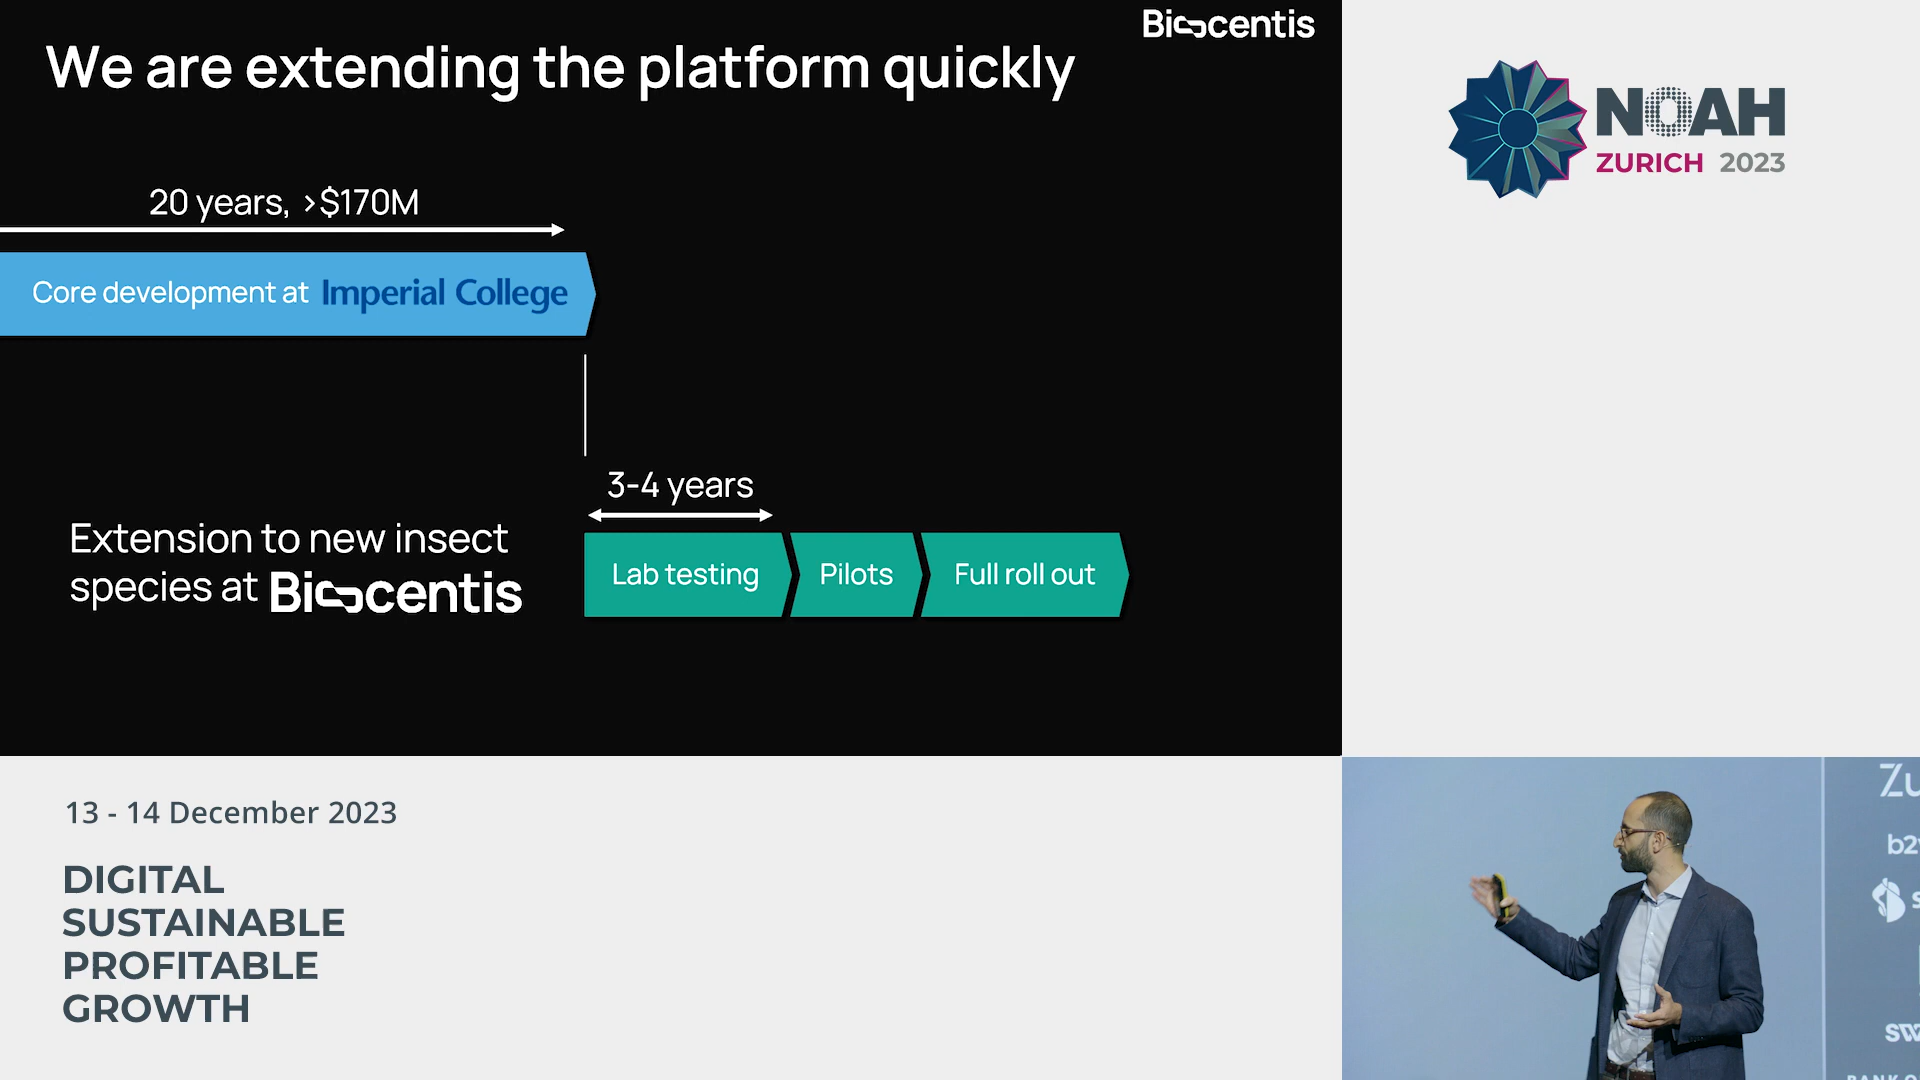 Biocentis
We are extending the platform quickly
20 years, >$170M
Core development at Imperial College
3-4 years
Extension to new insect
species at Biocentis
Lab testing
Pilots
Full roll out
NOAH
ZURICH 2023
13 - 14 December 2023
DIGITAL
SUSTAINABLE
PROFITABLE
GROWTH